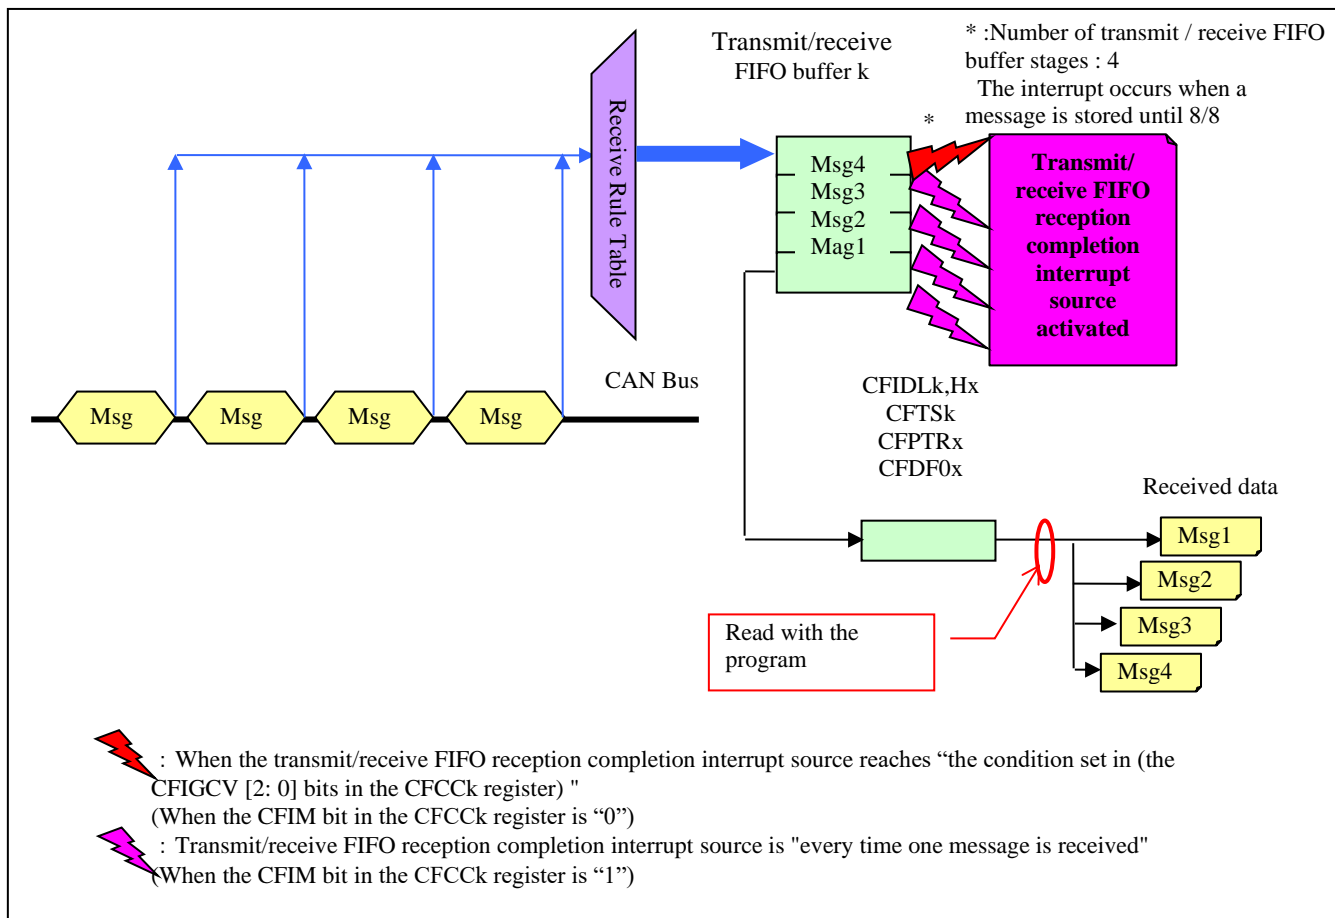 Transmit/receive
FIFO buffer k
* :Number of transmit / receive FIFO
buffer stages : 4
The interrupt occurs when a
message is stored until 8/8
*
Receive Rule Table
Msg4
Msg3
Msg2
Mag1
Transmit/
receive FIFO
reception
completion
interrupt
source
activated
CAN Bus
Msg
Msg
Msg
Msg
CFIDLk,Hx
CFTSk
CFPTRx
CFDF0x
Received data
Msg1
Msg2
Msg3
Msg4
Read with the
program
: When the transmit/receive FIFO reception completion interrupt source reaches “the condition set in (the
CFIGCV [2: 0] bits in the CFCCk register) "
(When the CFIM bit in the CFCCk register is “0”)
: Transmit/receive FIFO reception completion interrupt source is "every time one message is received"
(When the CFIM bit in the CFCCk register is “1”)